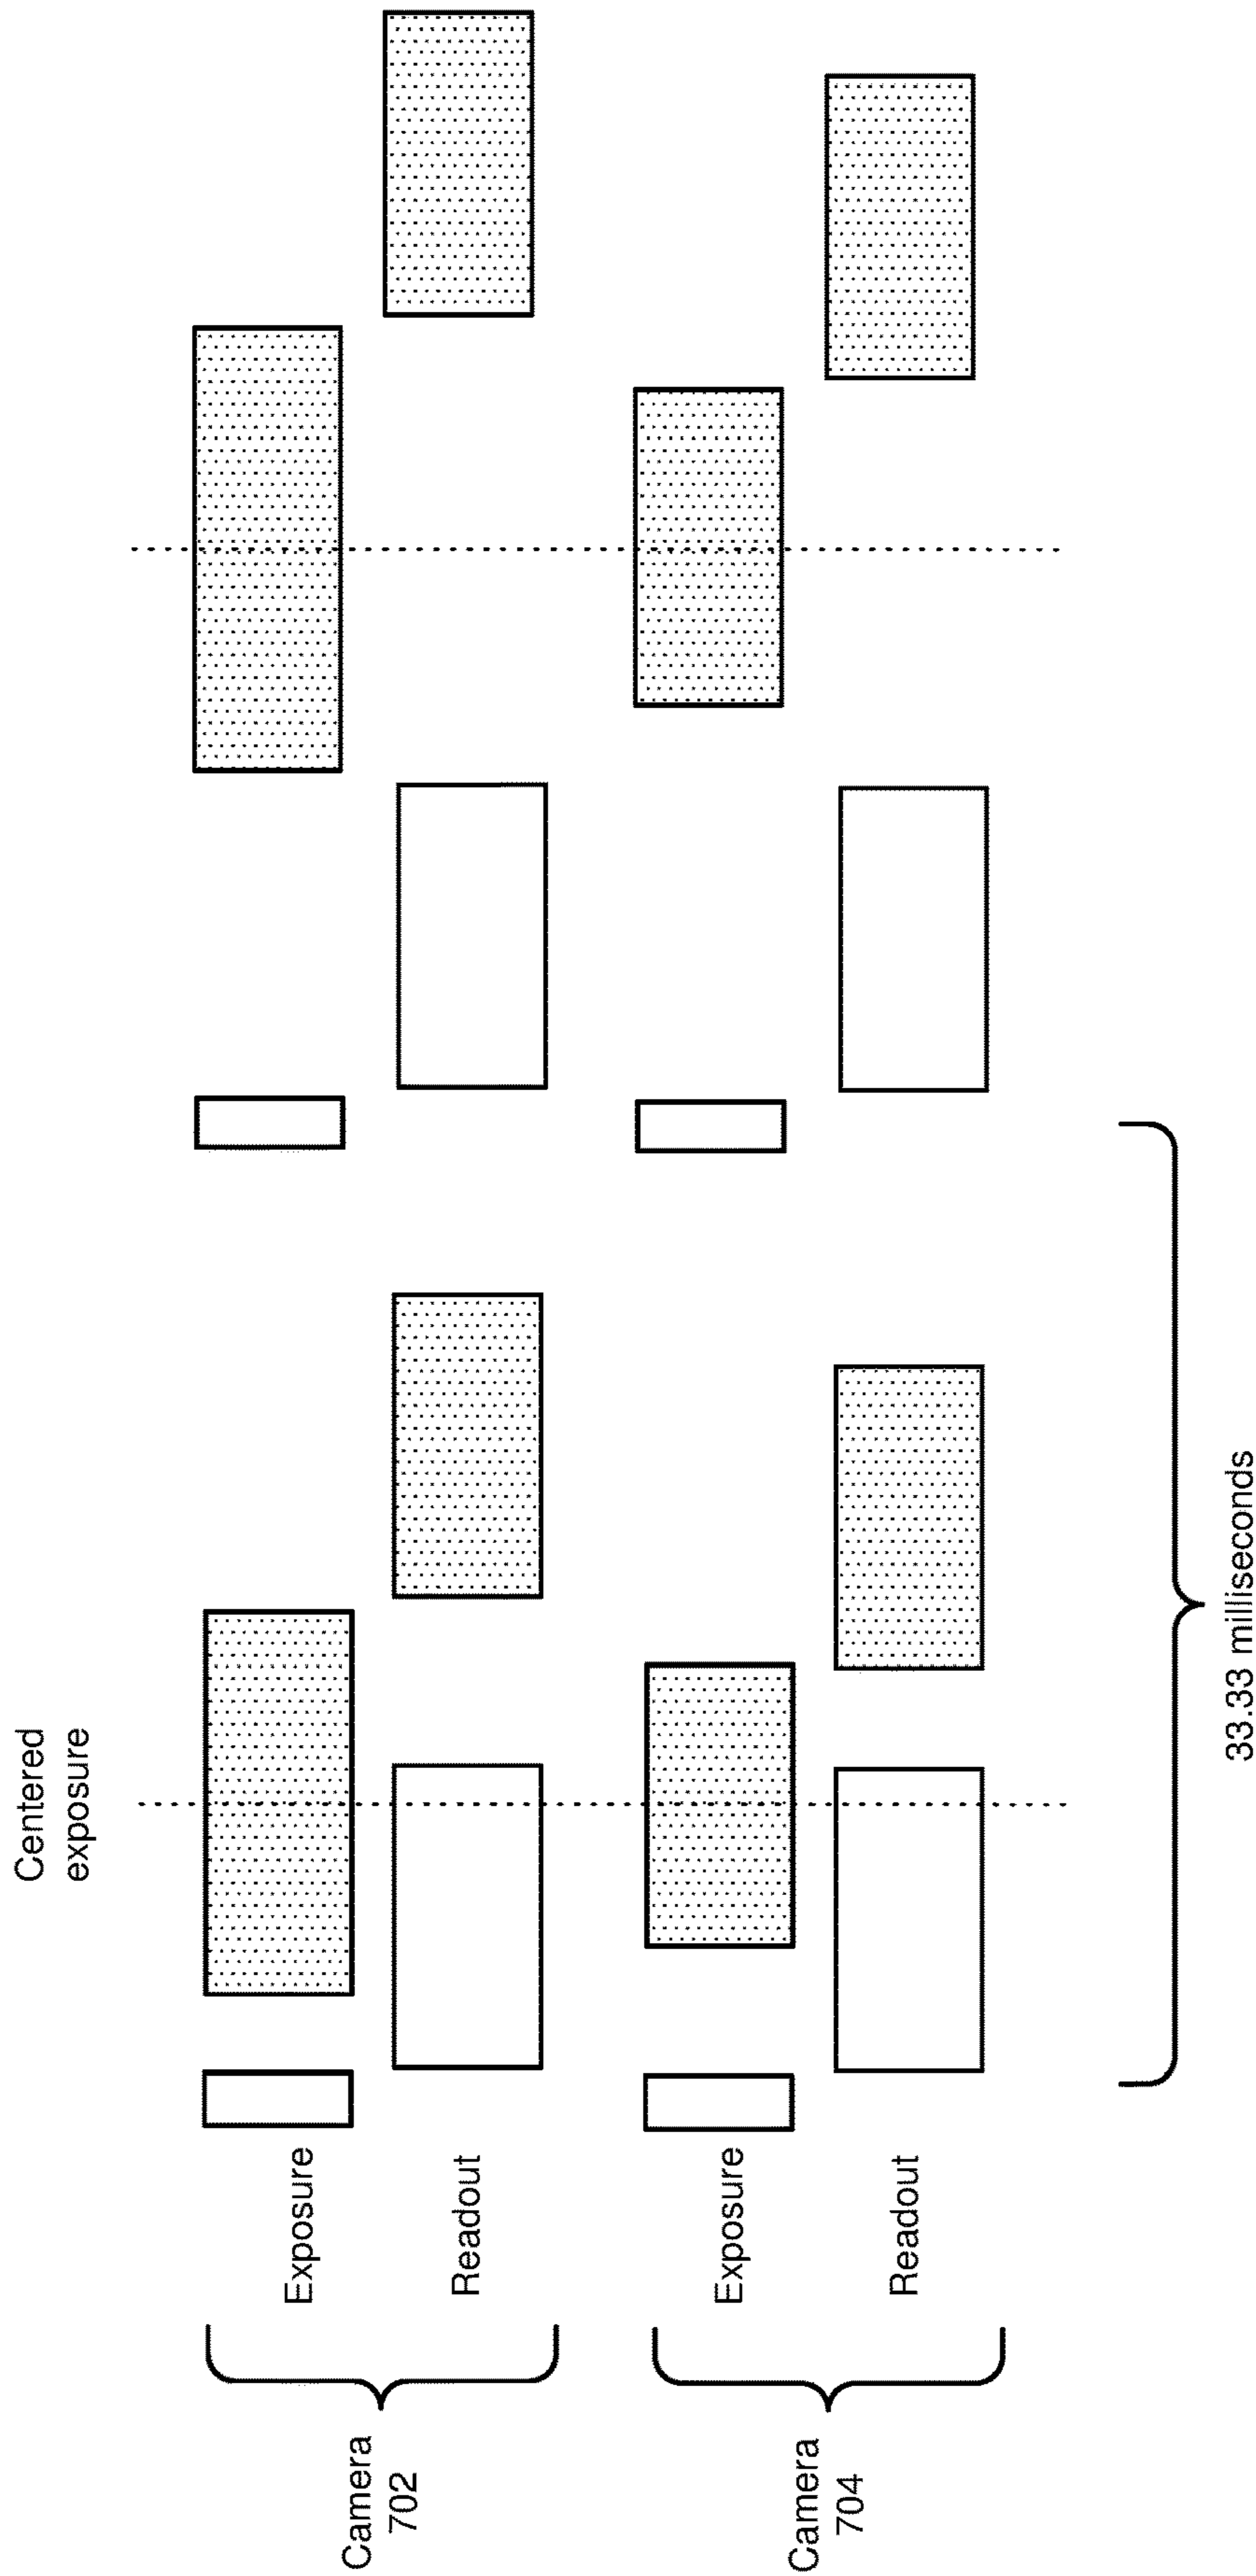 Centered
exposure
Camera
702
Exposure
Readout
Camera
704
Exposure
Readout
33.33 milliseconds